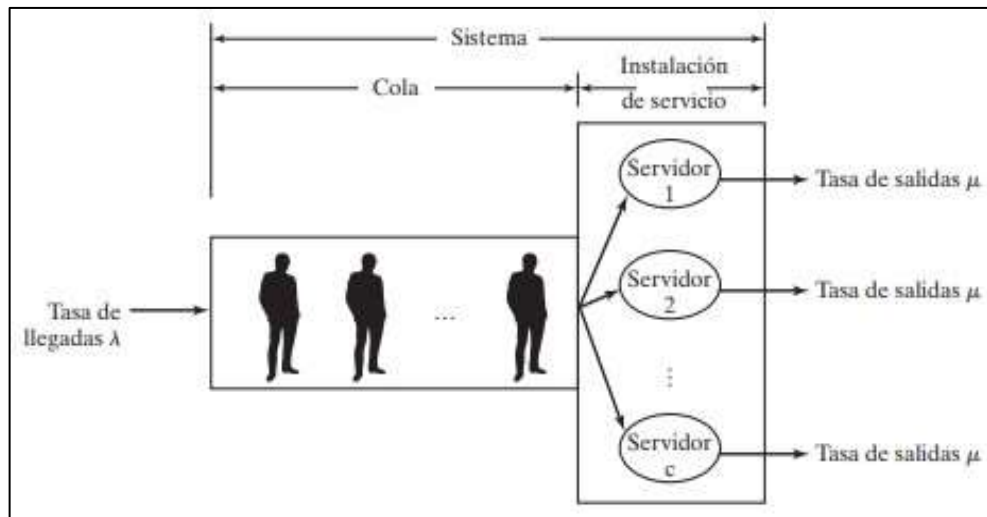 Sistema
Cola
Instalación
de servicio
Servidor
1
Tasa de salidas μ
Servidor
2
Tasa de salidas μ
Tasa de
llegadas λ
...
⋮
Servidor
c
Tasa de salidas μ